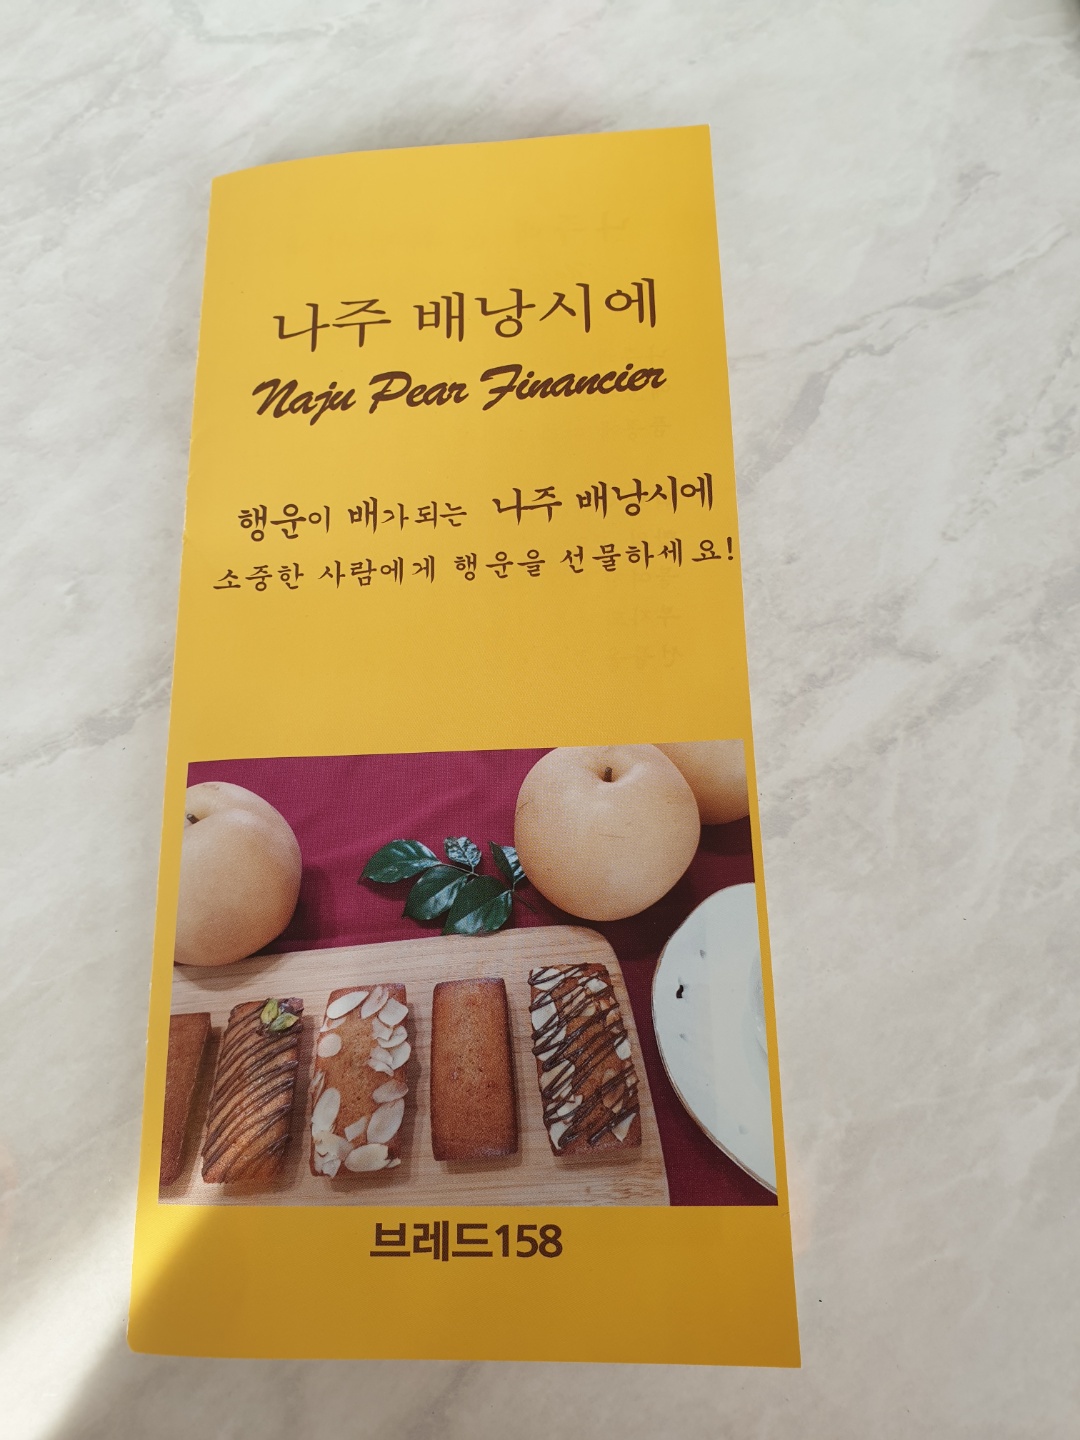 나주 배낭시에
Naju Pear Financier
행운이 배가되는 나주 배낭시에
소중한 사람에게 행운을 선물하세요!
브레드158